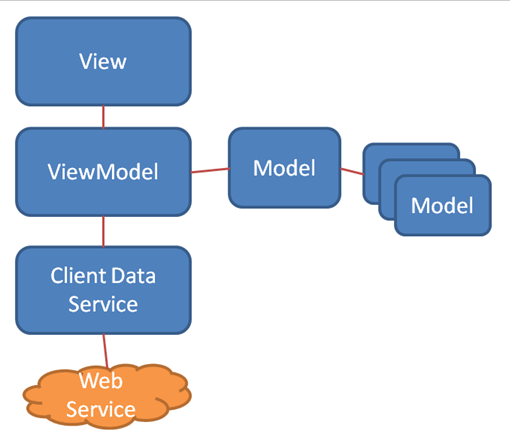 View
ViewModel
Model
Model
Client Data
Service
Web
Service